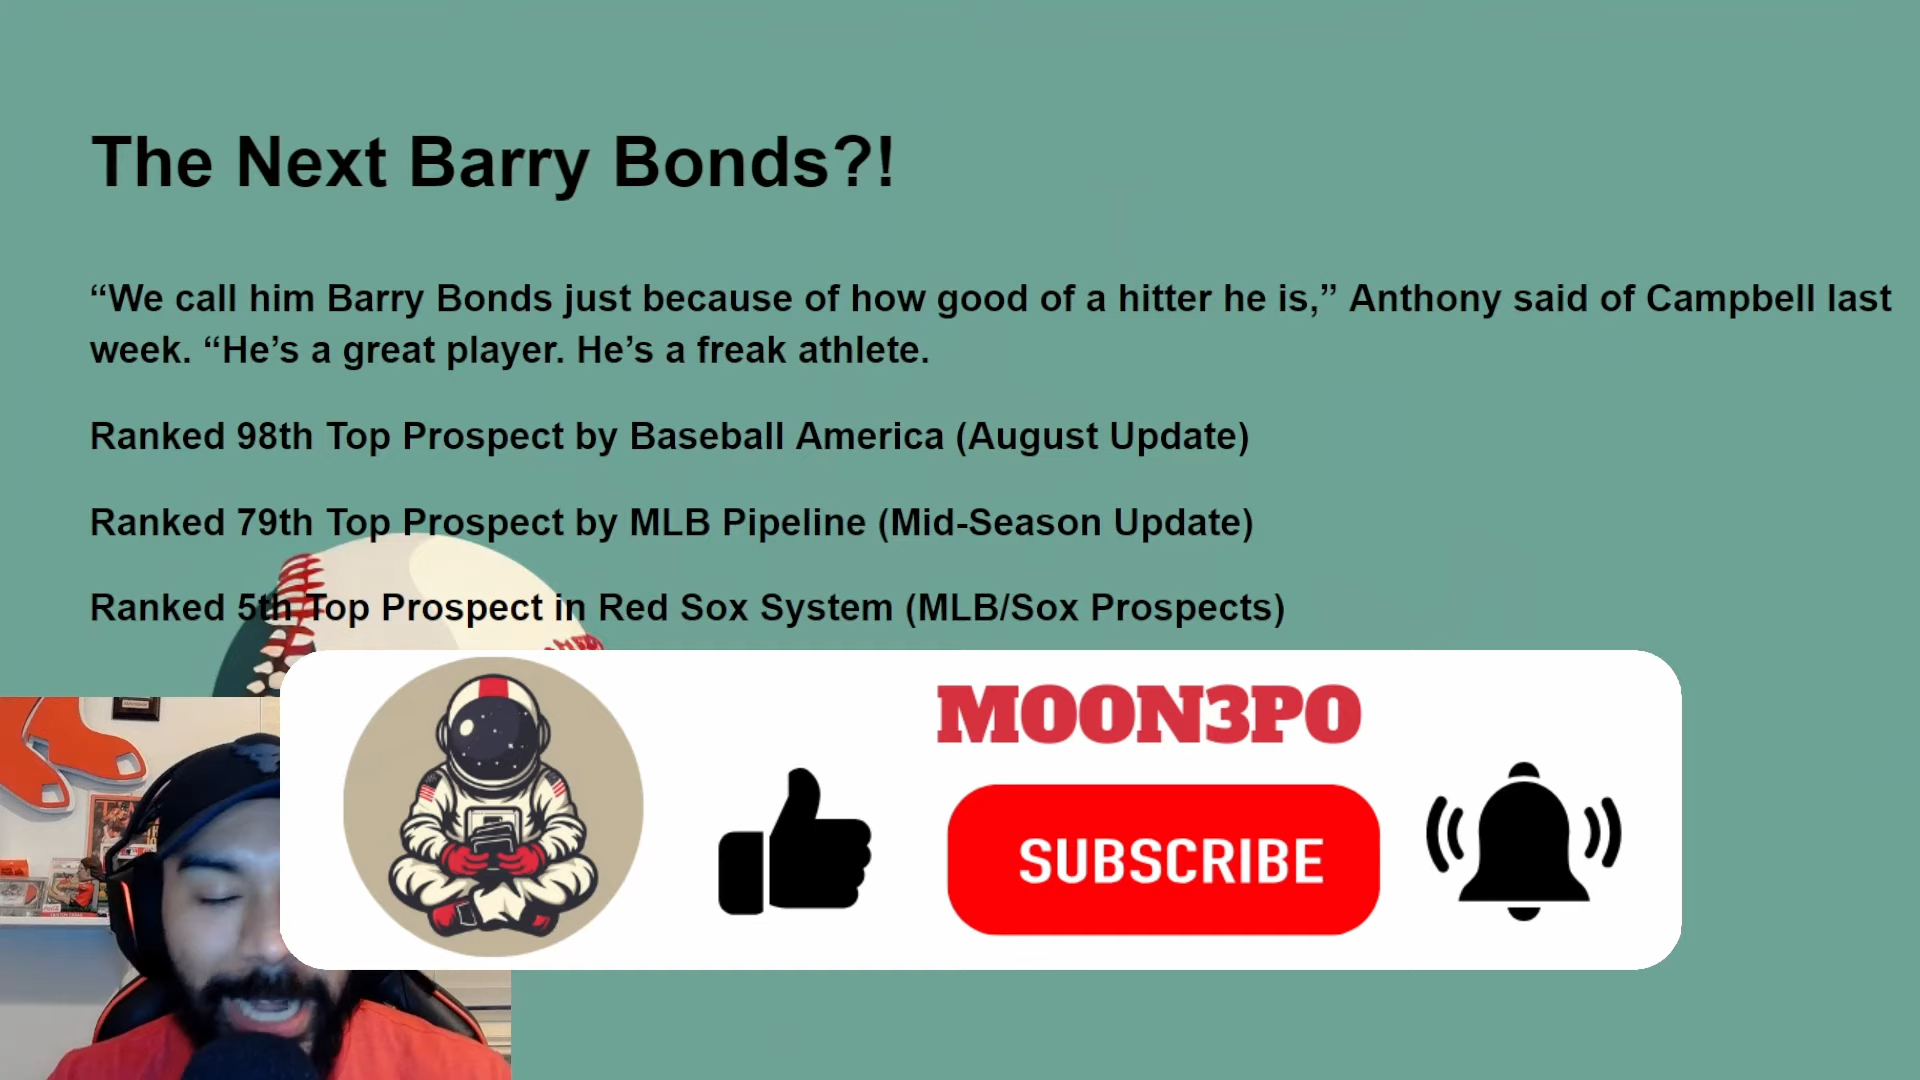 The Next Barry Bonds?!
“We call him Barry Bonds just because of how good of a hitter he is,” Anthony said of Campbell last
week. “He’s a great player. He’s a freak athlete.
Ranked 98th Top Prospect by Baseball America (August Update)
Ranked 79th Top Prospect by MLB Pipeline (Mid-Season Update)
Ranked 5th Top Prospect in Red Sox System (MLB/Sox Prospects)
M00N3P0
SUBSCRIBE